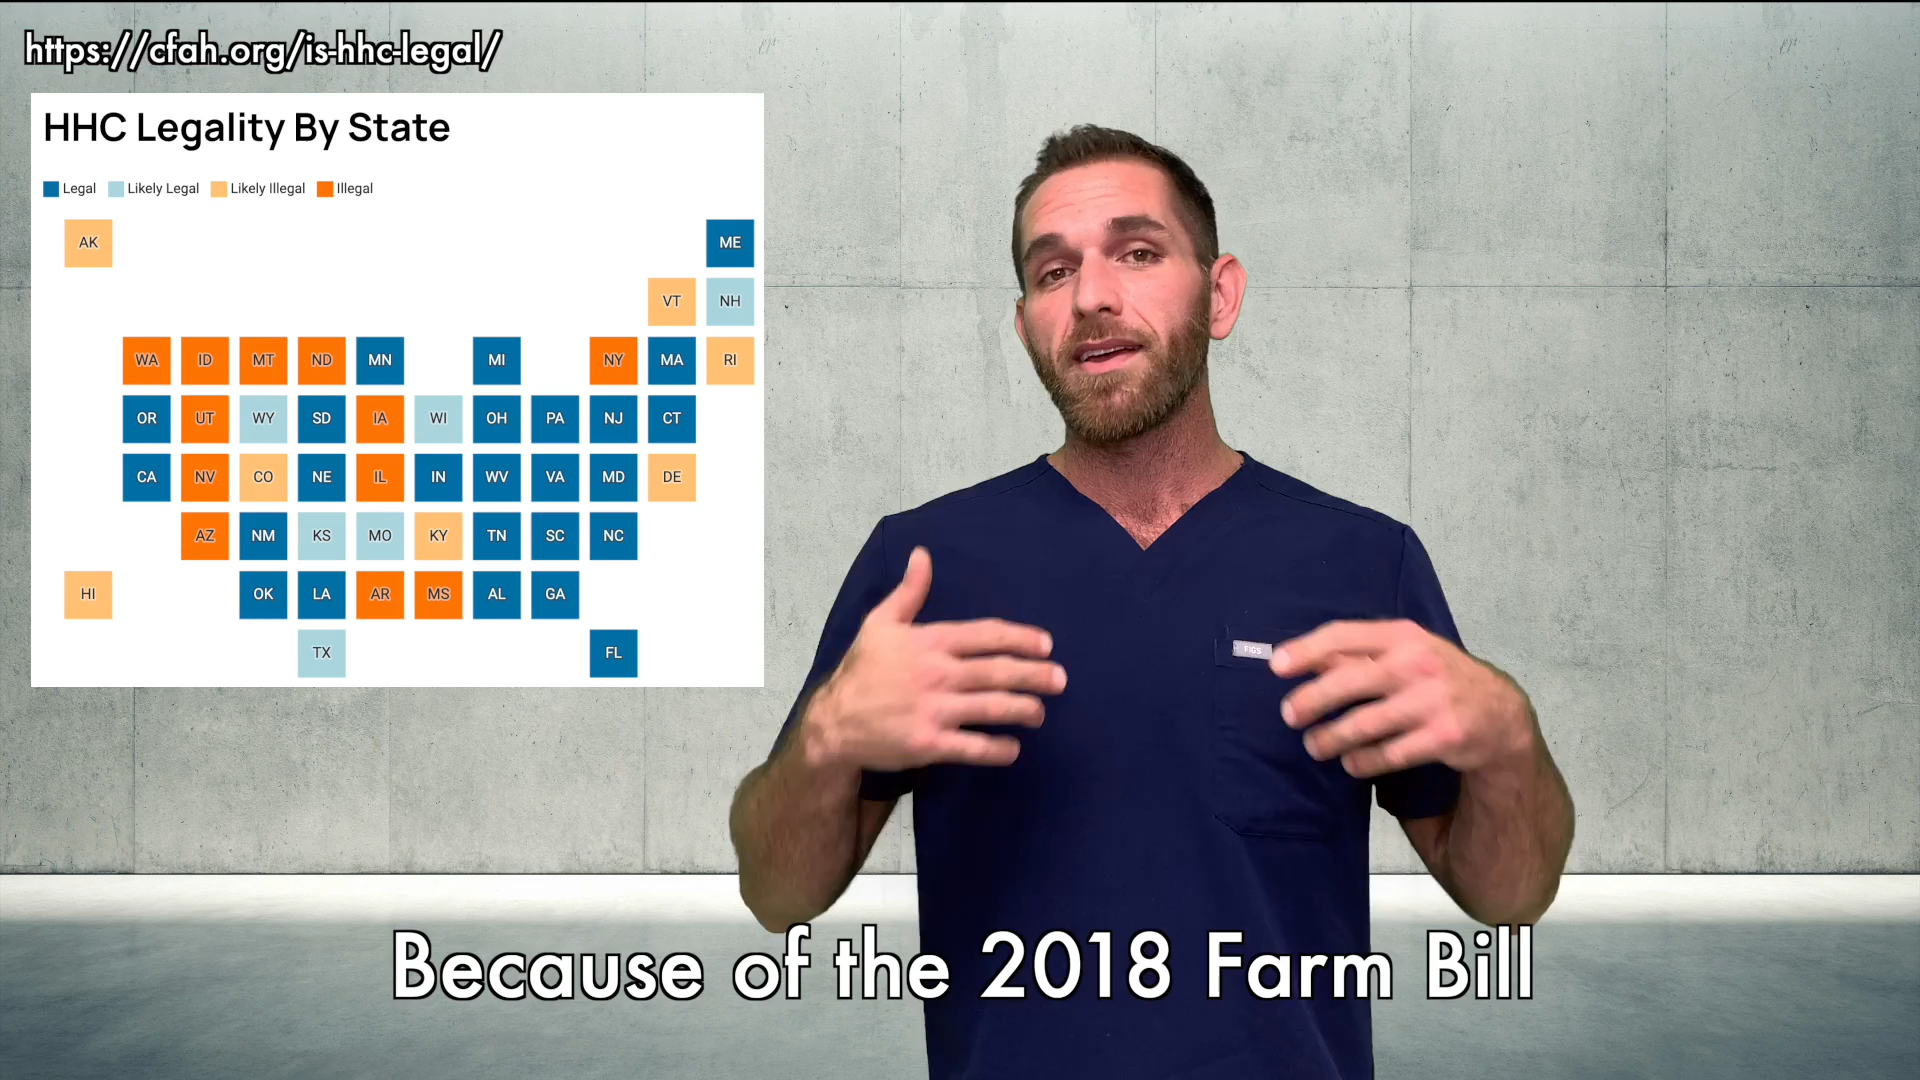 https://cfah.org/is-hhc-legal/
HHC Legality By State
Legal Likely Legal Likely Illegal Illegal
AK ME
VT NH
WA ID MT ND MN MI NY MA RI
OR UT WY SD IA WI OH PA NJ CT
CA NV CO NE IL IN WV VA MD DE
AZ NM KS MO KY TN SC NC
HI OK LA AR MS AL GA
TX FL
FIGS
Because of the 2018 Farm Bill